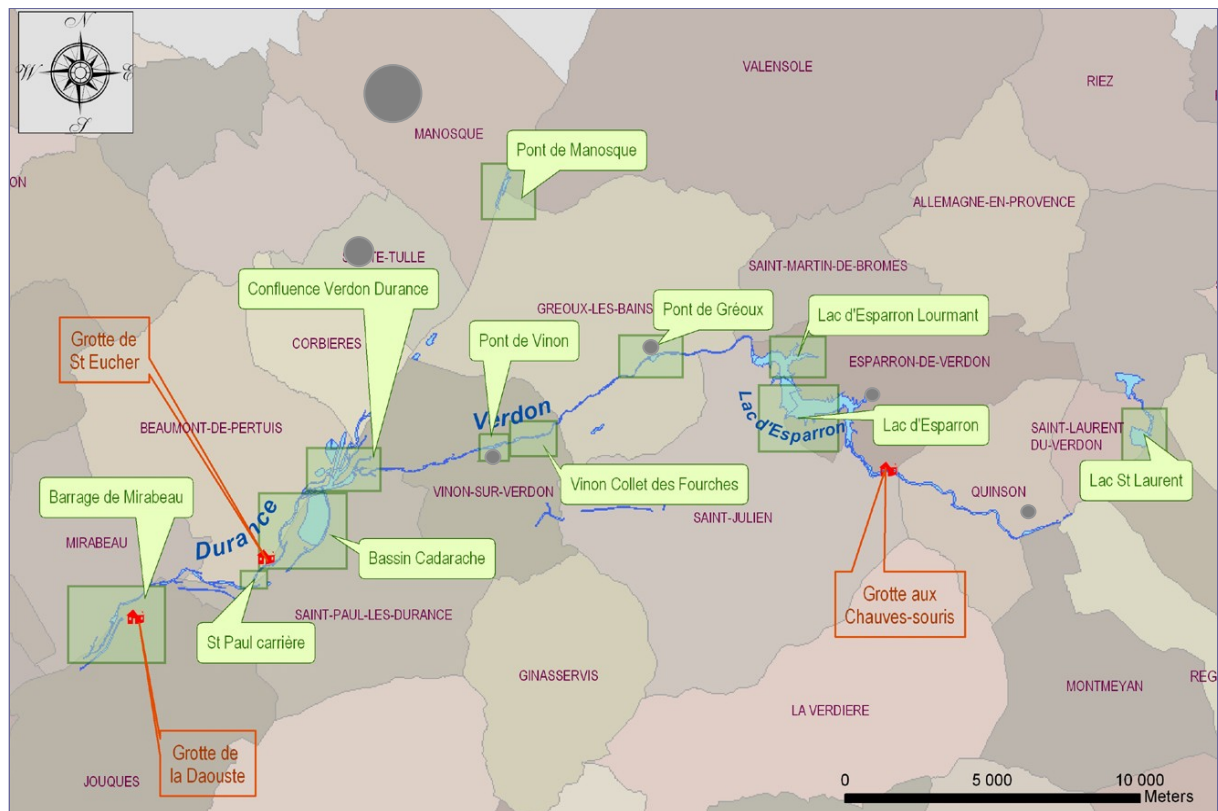 N
W
E
S
VALENSOLE
RIEZ
MANOSQUE
Pont de Manosque
ON
ALLEMAGNE-EN-PROVENCE
TE-TULLE
SAINT-MARTIN-DE-BROMES
Confluence Verdon Durance
GREOUX-LES-BAINS
Pont de Gréoux
Lac d'Esparron Lourmant
Grotte de
St Eucher
CORBIERES
Pont de Vinon
ESPARRON-DE-VERDON
Verdon
Lac d'Esparron
BEAUMONT-DE-PERTUIS
Lac d'Esparron
SAINT-LAURENT
DU-VERDON
Lac St Laurent
Barrage de Mirabeau
VINON-SUR-VERDON
Vinon Collet des Fourches
QUINSON
SAINT-JULIEN
Durance
MIRABEAU
Bassin Cadarache
SAINT-PAUL-LES-DURANCE
Grotte aux
Chauves-souris
St Paul carrière
GINASSERVIS
MONTMEYAN
REG
LA VERDIERE
Grotte de
la Daouste
JOUQUES
0 5 000 10 000
Meters